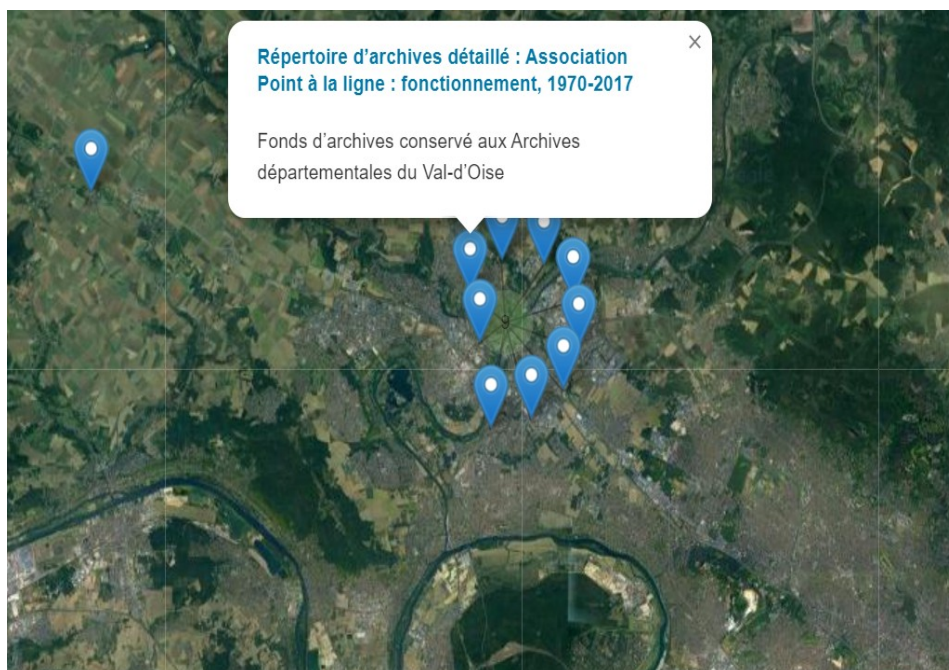 Répertoire d’archives détaillé : Association
Point à la ligne : fonctionnement, 1970-2017
Fonds d’archives conservé aux Archives
départementales du Val-d’Oise